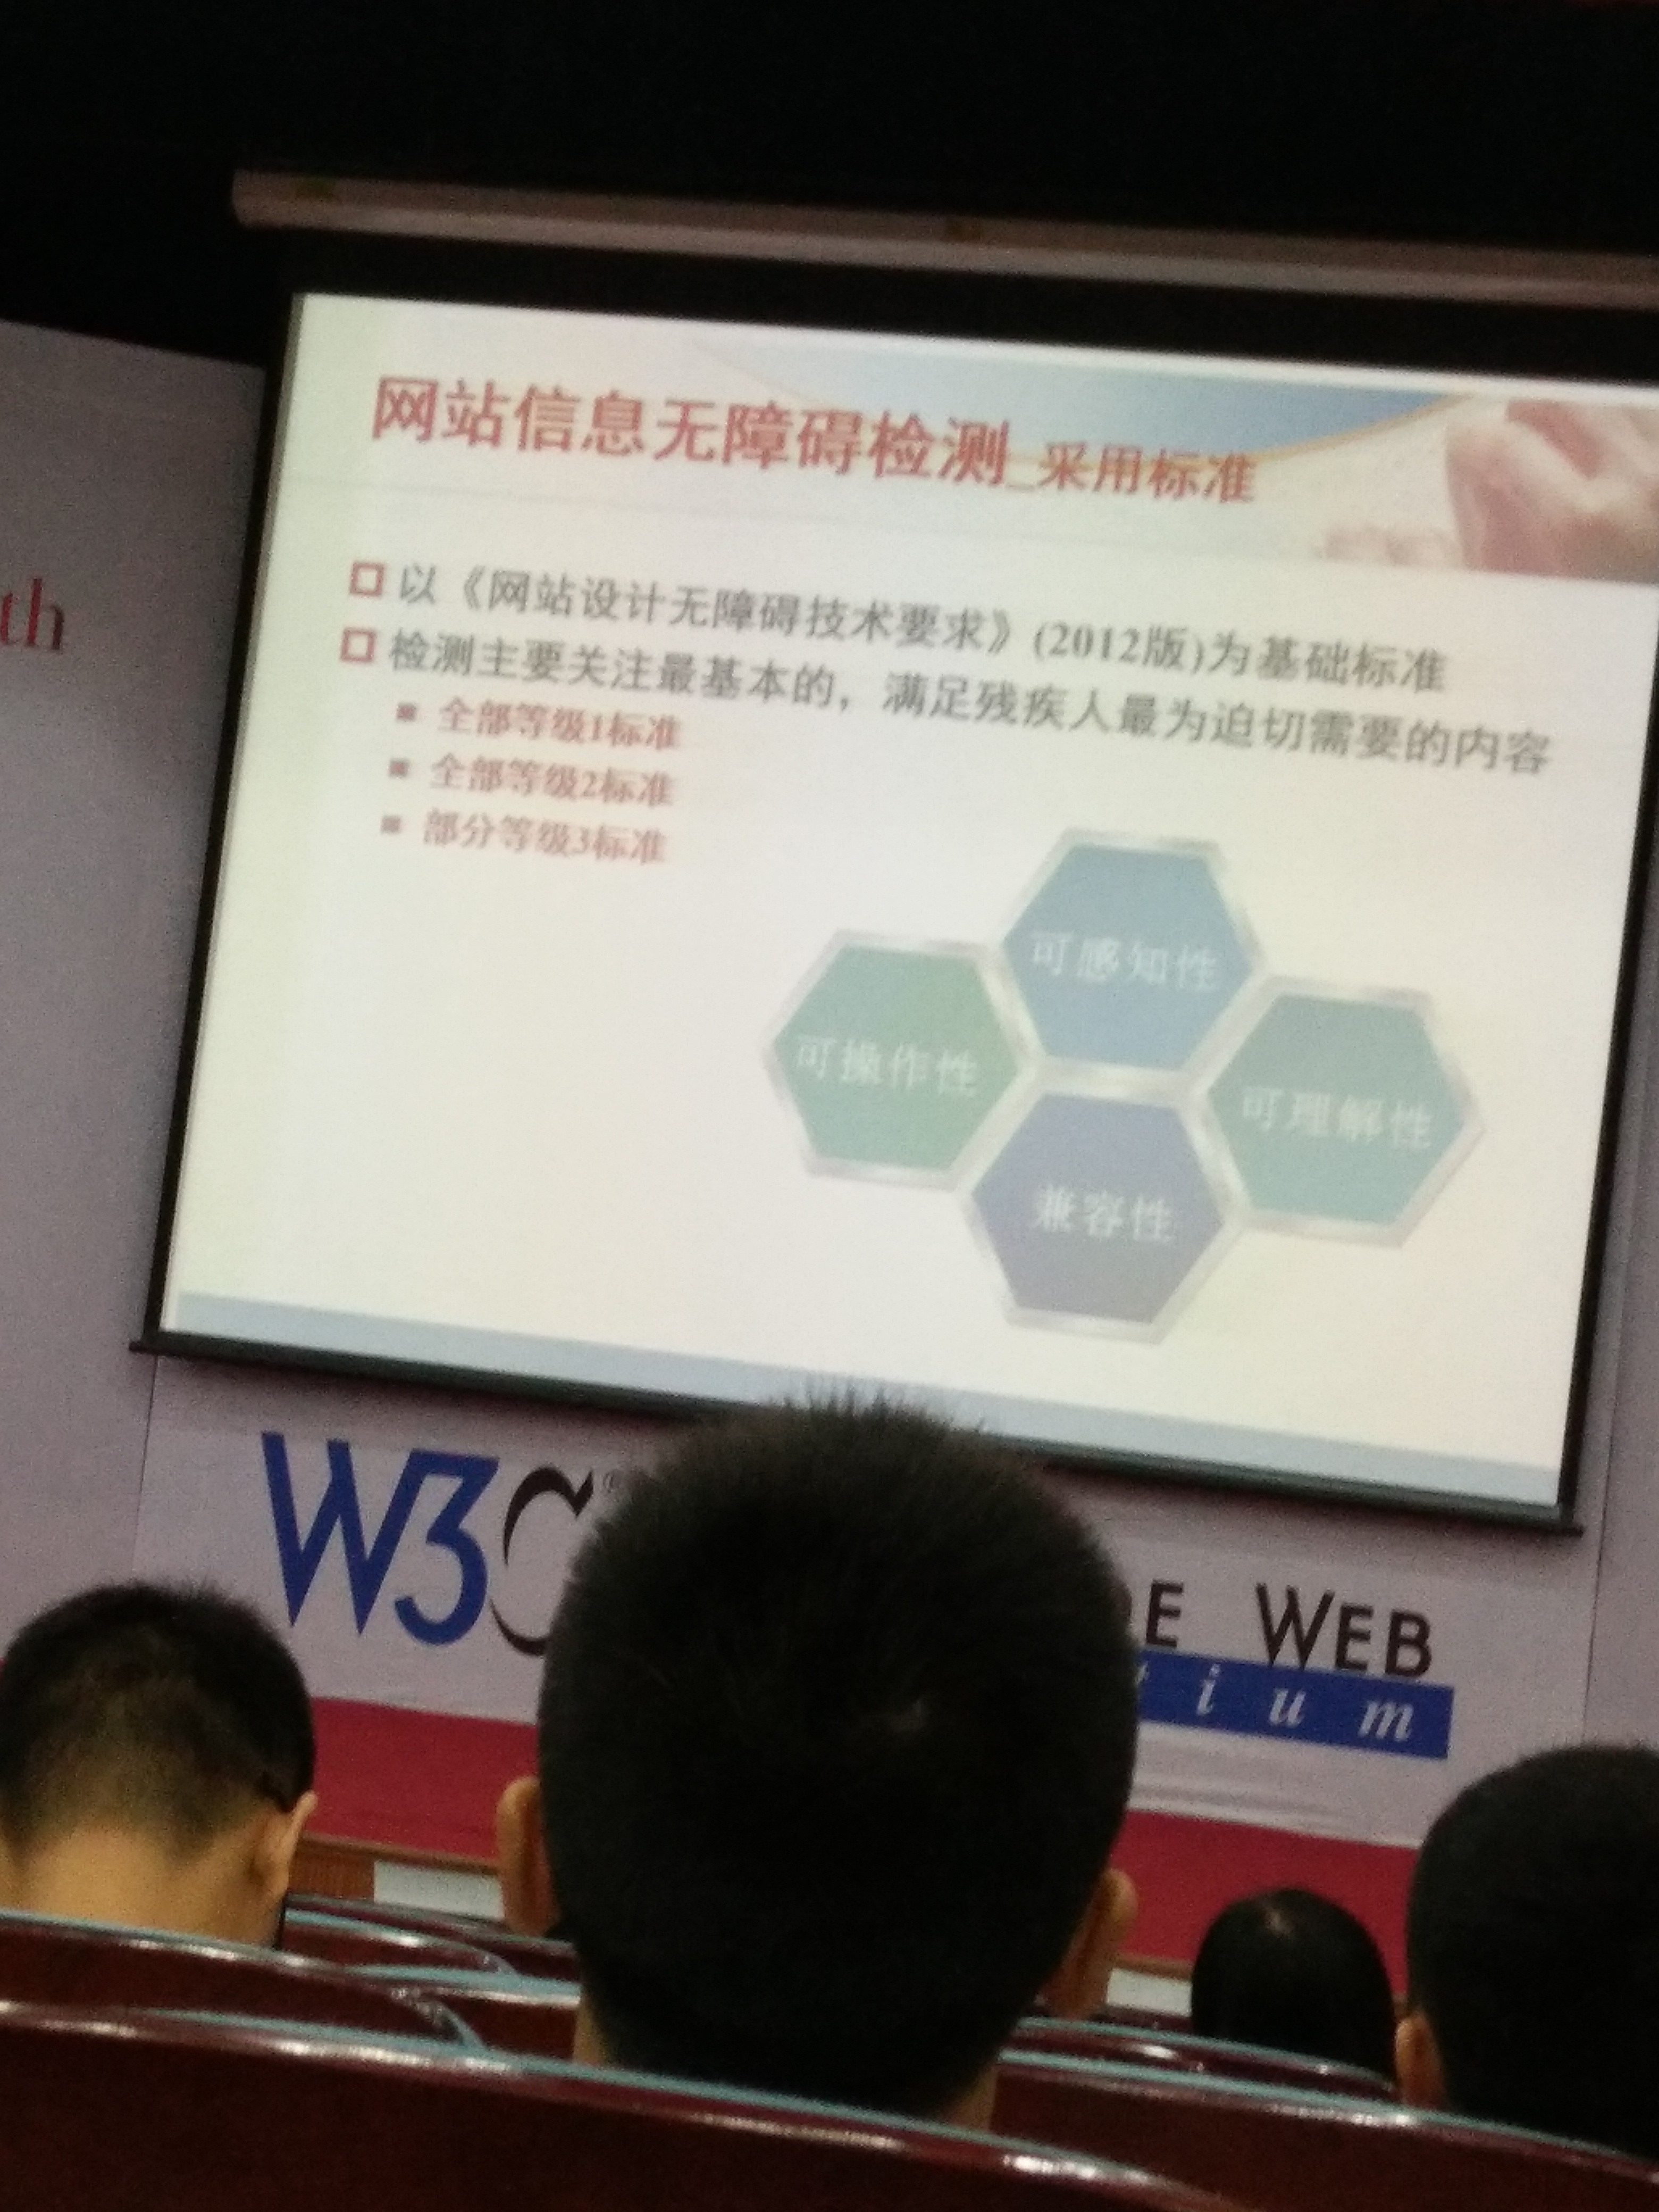 网站信息无障碍检测_采用标准
th
以《网站设计无障碍技术要求》(2012版)为基础标准
检测主要关注最基本的，满足残疾人最为迫切需要的内容
全部等级1标准
全部等级2标准
部分等级3标准
可感知性
可操作性
可理解性
兼容性
W3C®
RE WEB
tium